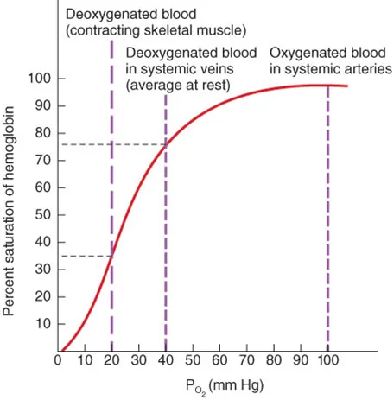 Deoxygenated blood
(contracting skeletal muscle)
Deoxygenated blood
in systemic veins
(average at rest)
Oxygenated blood
in systemic arteries
Percent saturation of hemoglobin
100
90
80
70
60
50
40
30
20
10
0 10 20 30 40 50 60 70 80 90 100
PO₂ (mm Hg)